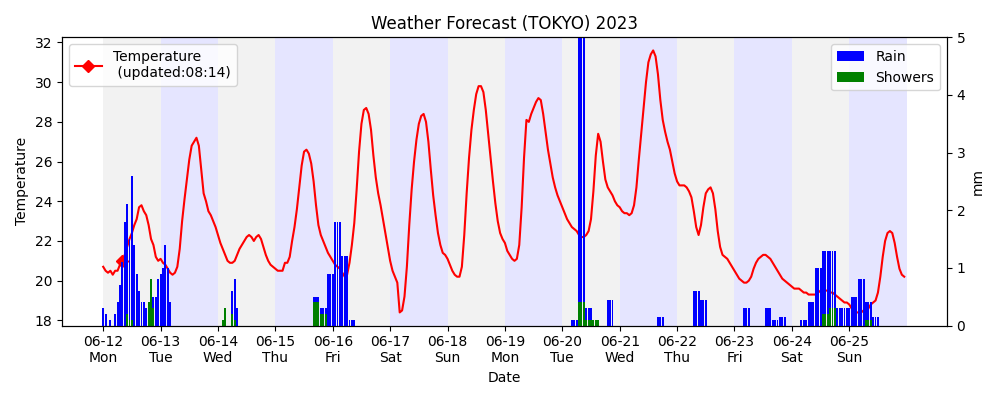 Weather Forecast (TOKYO) 2023
Temperature
(updated:08:14)
Rain
Showers
Temperature
32
30
28
26
24
22
20
18
5
4
3
2
1
0
mm
06-12 06-13 06-14 06-15 06-16 06-17 06-18 06-19 06-20 06-21 06-22 06-23 06-24 06-25
Mon Tue Wed Thu Fri Sat Sun Mon Tue Wed Thu Fri Sat Sun
Date